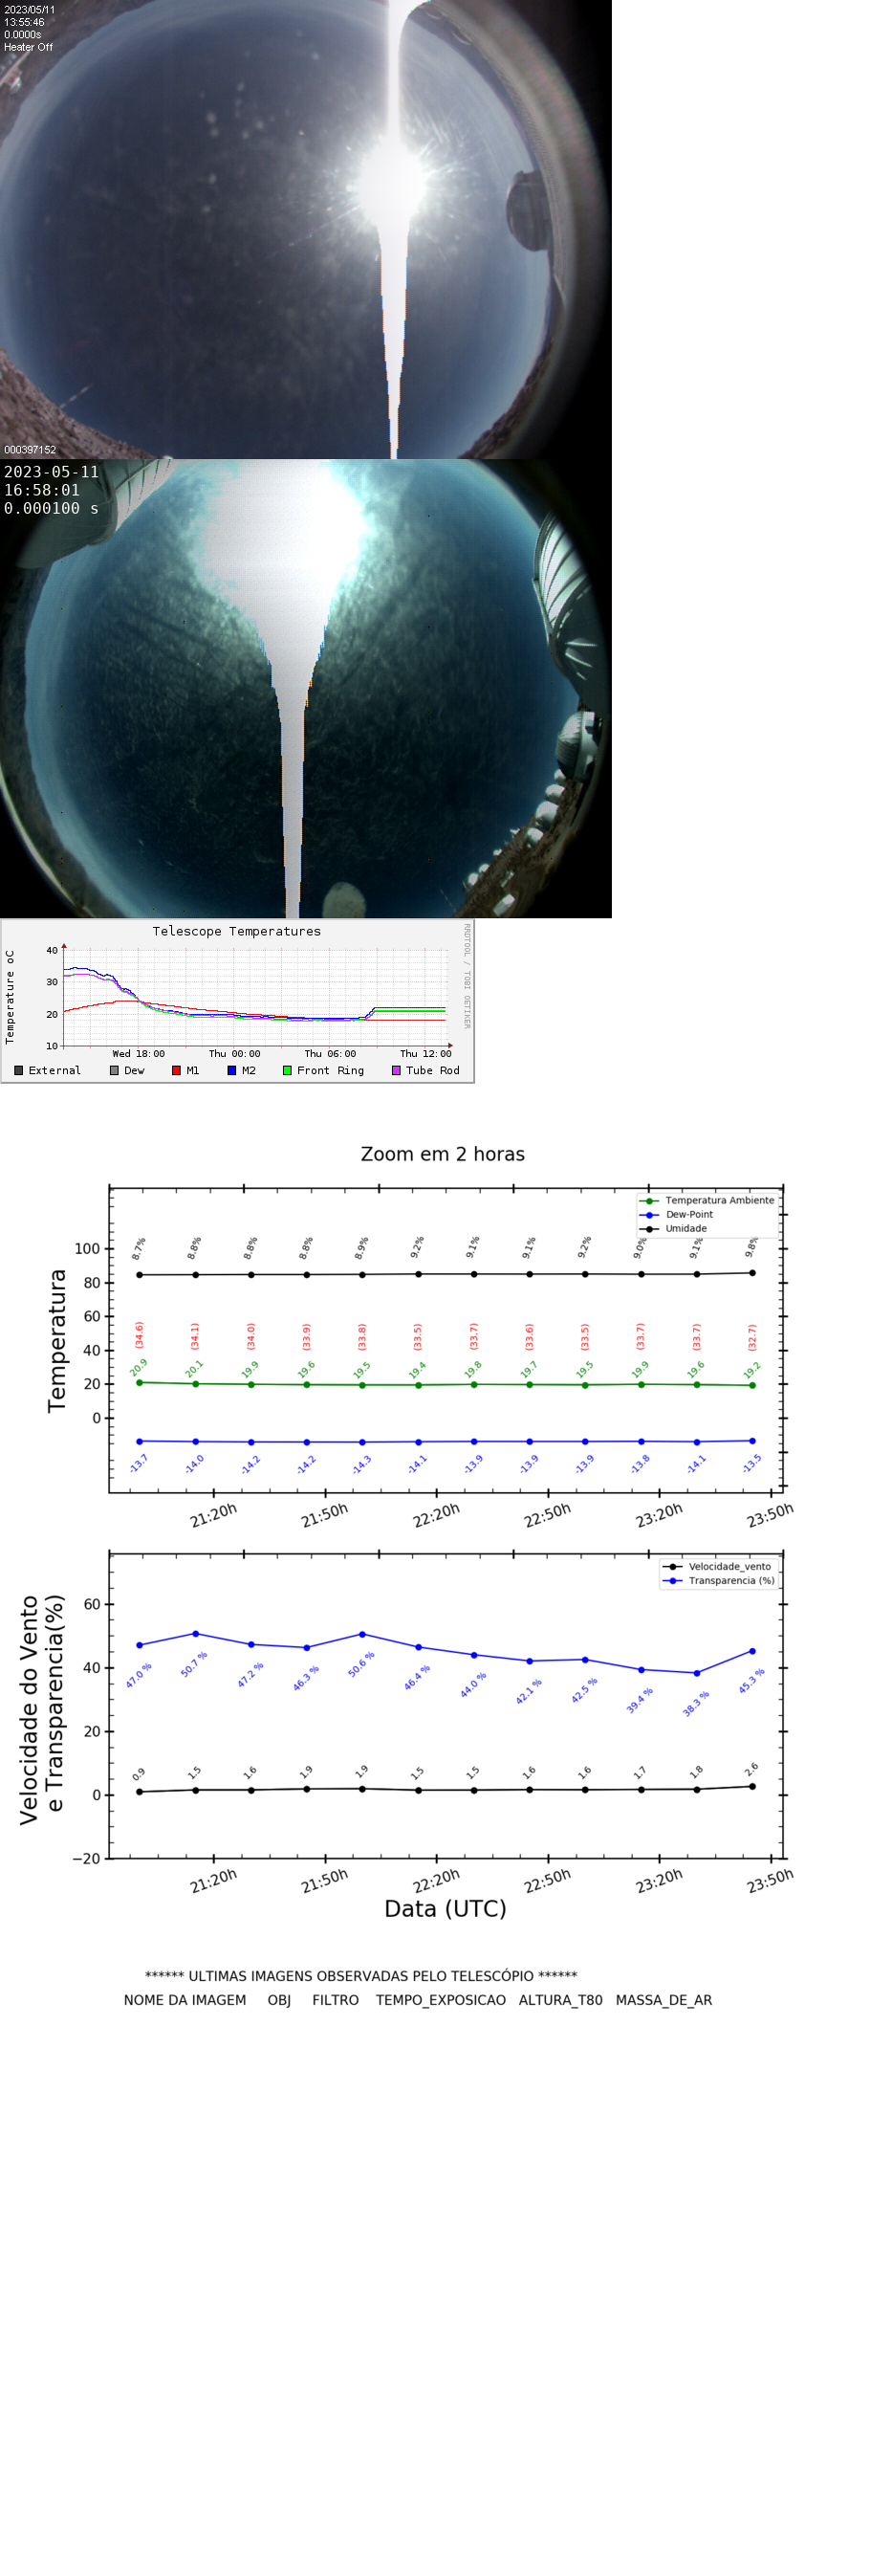 2023/05/11
13:55:46
0.0000s
Heater Off
000397152
2023-05-11
16:58:01
0.000100 s
Telescope Temperatures
RRDTOOL / TOBI OETIKER
Temperature oC
40
30
20
10
Wed 18:00 Thu 00:00 Thu 06:00 Thu 12:00
External Dew M1 M2 Front Ring Tube Rod
Zoom em 2 horas
Temperatura Ambiente
Dew-Point
Umidade
Temperatura
100
80
60
40
20
0
8.7% 8.8% 8.8% 8.8% 8.9% 9.2% 9.1% 9.1% 9.2% 9.0% 9.1% 9.8%
(34.6) (34.1) (34.0) (33.9) (33.8) (33.5) (33.7) (33.6) (33.5) (33.7) (33.7) (32.7)
20.9 20.1 19.9 19.6 19.5 19.4 19.8 19.7 19.5 19.9 19.6 19.2
-13.7 -14.0 -14.2 -14.2 -14.3 -14.1 -13.9 -13.9 -13.9 -13.8 -14.1 -13.5
21:20h 21:50h 22:20h 22:50h 23:20h 23:50h
Velocidade_vento
Transparencia (%)
Velocidade do Vento
e Transparencia(%)
60
40
20
0
−20
47.0 % 50.7 % 47.2 % 46.3 % 50.6 % 46.4 % 44.0 % 42.1 % 42.5 % 39.4 % 38.3 % 45.3 %
0.9 1.5 1.6 1.9 1.9 1.5 1.5 1.6 1.6 1.7 1.8 2.6
21:20h 21:50h 22:20h 22:50h 23:20h 23:50h
Data (UTC)
****** ULTIMAS IMAGENS OBSERVADAS PELO TELESCÓPIO ******
NOME DA IMAGEM OBJ FILTRO TEMPO_EXPOSICAO ALTURA_T80 MASSA_DE_AR